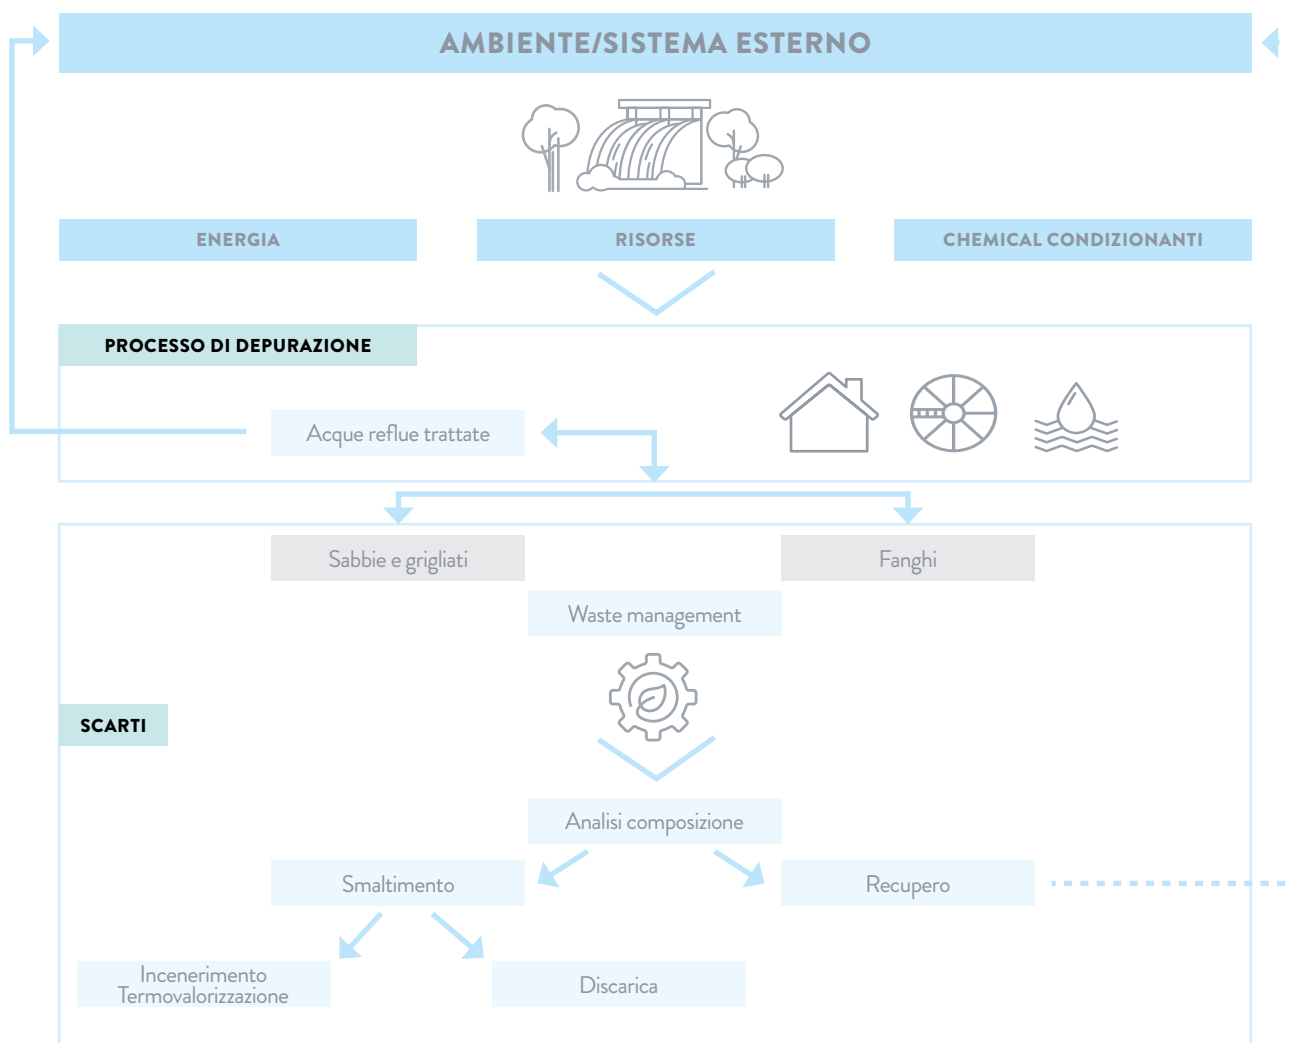 AMBIENTE/SISTEMA ESTERNO
ENERGIA
RISORSE
CHEMICAL CONDIZIONANTI
PROCESSO DI DEPURAZIONE
Acque reflue trattate
Sabbie e grigliati
Fanghi
Waste management
SCARTI
Analisi composizione
Smaltimento
Recupero
Incenerimento
Termovalorizzazione
Discarica